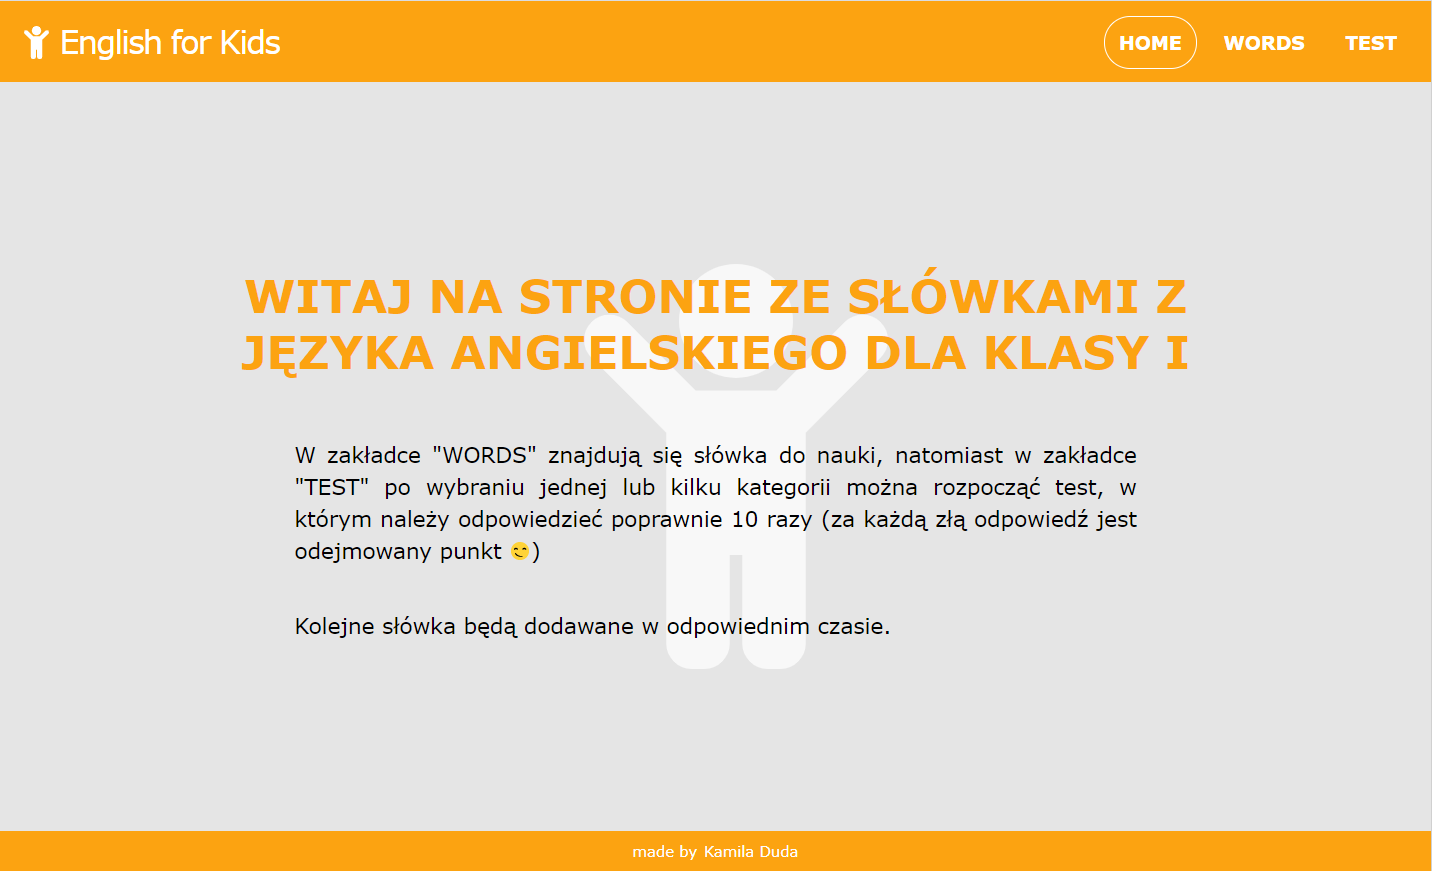 English for Kids
HOME WORDS TEST
WITAJ NA STRONIE ZE SŁÓWKAMI Z
JĘZYKA ANGIELSKIEGO DLA KLASY I
W zakładce "WORDS" znajdują się słówka do nauki, natomiast w zakładce
"TEST" po wybraniu jednej lub kilku kategorii można rozpocząć test, w
którym należy odpowiedzieć poprawnie 10 razy (za każdą złą odpowiedź jest
odejmowany punkt 😊)
Kolejne słówka będą dodawane w odpowiednim czasie.
made by Kamila Duda